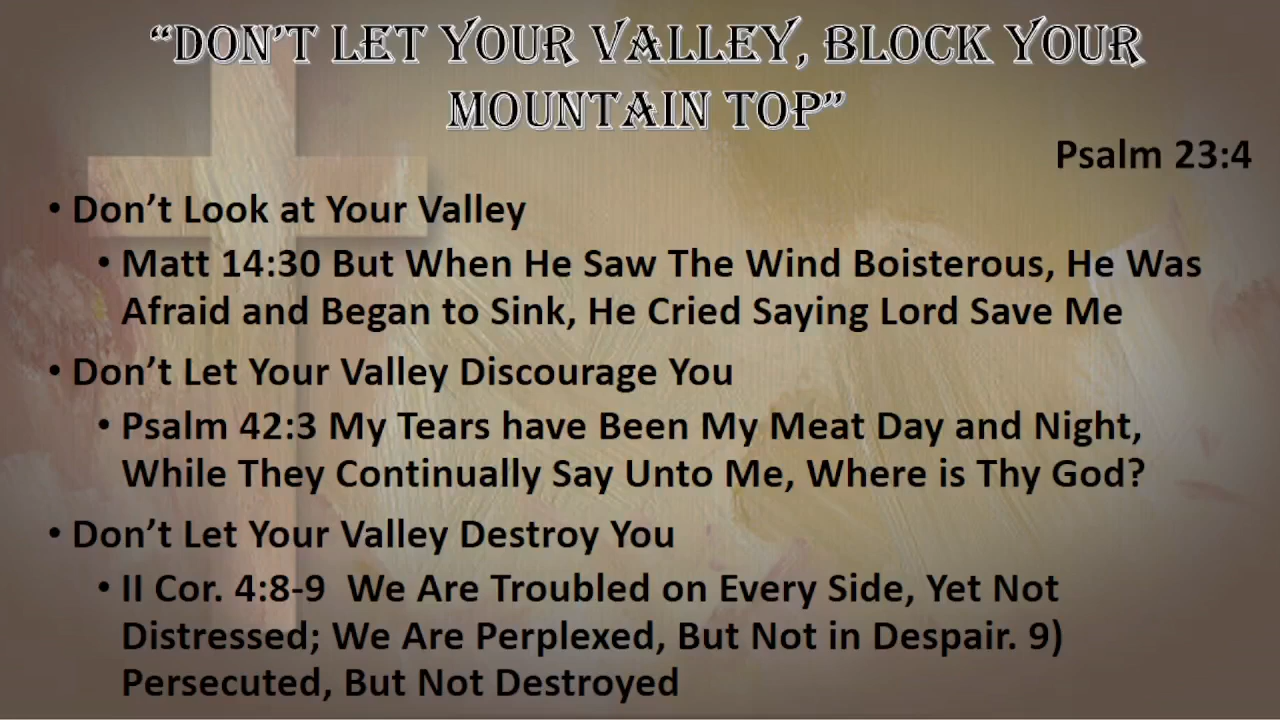 “DON’T LET YOUR VALLEY, BLOCK YOUR
MOUNTAIN TOP”
Psalm 23:4
• Don’t Look at Your Valley
• Matt 14:30 But When He Saw The Wind Boisterous, He Was
Afraid and Began to Sink, He Cried Saying Lord Save Me
• Don’t Let Your Valley Discourage You
• Psalm 42:3 My Tears have Been My Meat Day and Night,
While They Continually Say Unto Me, Where is Thy God?
• Don’t Let Your Valley Destroy You
• II Cor. 4:8-9  We Are Troubled on Every Side, Yet Not
Distressed; We Are Perplexed, But Not in Despair. 9)
Persecuted, But Not Destroyed